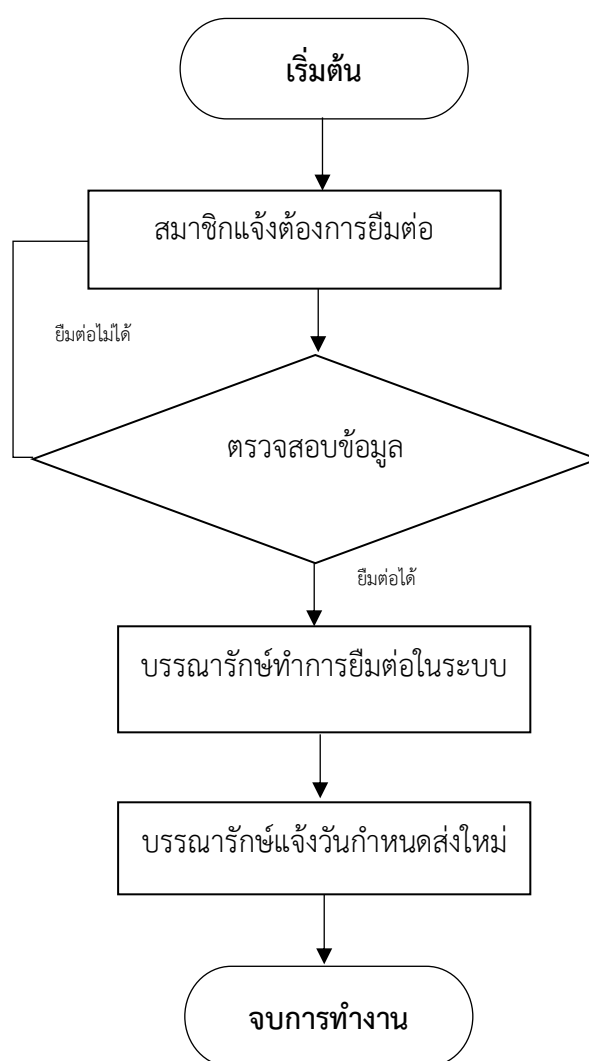 เริ่มต้น
สมาชิกแจ้งต้องการยืมต่อ
ยืมต่อไม่ได้
ตรวจสอบข้อมูล
ยืมต่อได้
บรรณารักษ์ทำการยืมต่อในระบบ
บรรณารักษ์แจ้งวันกำหนดส่งใหม่
จบการทำงาน